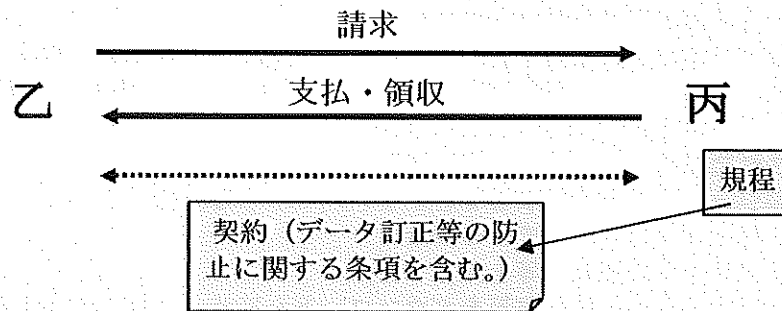 請求
乙
支払・領収
丙
規程
契約（データ訂正等の防
止に関する条項を含む。）